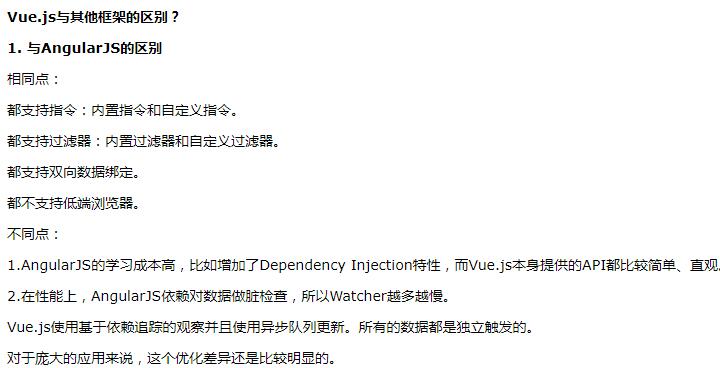 Vue.js与其他框架的区别？
1. 与AngularJS的区别
相同点：
都支持指令：内置指令和自定义指令。
都支持过滤器：内置过滤器和自定义过滤器。
都支持双向数据绑定。
都不支持低端浏览器。
不同点：
1.AngularJS的学习成本高，比如增加了Dependency Injection特性，而Vue.js本身提供的API都比较简单、直观
2.在性能上，AngularJS依赖对数据做脏检查，所以Watcher越多越慢。
Vue.js使用基于依赖追踪的观察并且使用异步队列更新。所有的数据都是独立触发的。
对于庞大的应用来说，这个优化差异还是比较明显的。